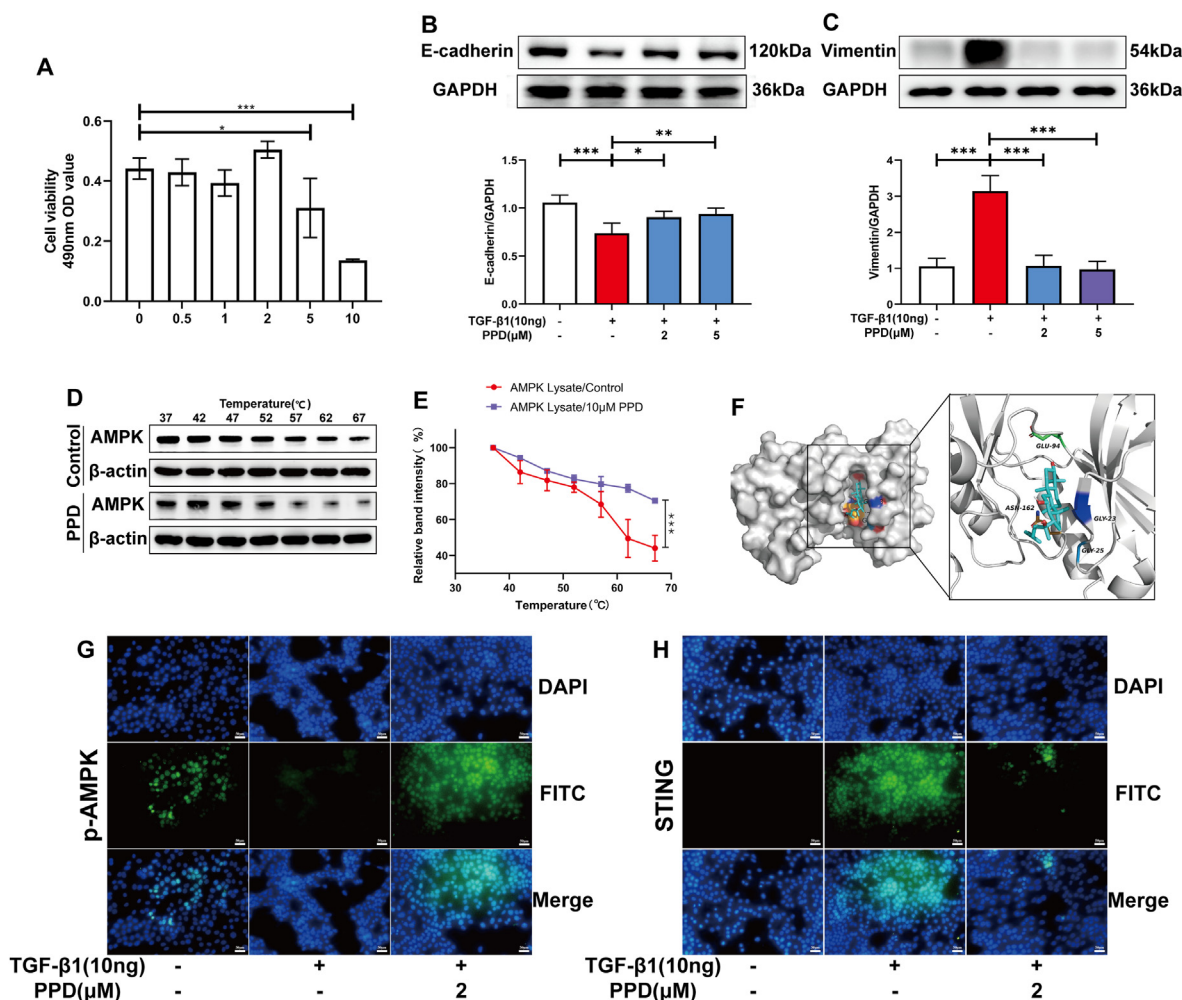 A
***
*
0.6
0.4
0.2
0.0
Cell viability
490nm OD value
0 0.5 1 2 5 10
B
E-cadherin 120kDa
GAPDH 36kDa
**
*** *
1.5
1.0
0.5
0.0
E-cadherin/GAPDH
TGF-β1(10ng) - + + +
PPD(μM) - - 2 5
C
Vimentin 54kDa
GAPDH 36kDa
***
*** ***
4
3
2
1
0
Vimentin/GAPDH
TGF-β1(10ng) - + + +
PPD(μM) - - 2 5
D
Temperature(℃)
37 42 47 52 57 62 67
Control
AMPK
β-actin
PPD
AMPK
β-actin
E
AMPK Lysate/Control
AMPK Lysate/10μM PPD
Relative band intensity( %)
100
80
60
40
***
30 40 50 60 70
Temperature(℃)
F
GLU-94
ASN-162
GLY-23
GLY-25
G
p-AMPK
DAPI
FITC
Merge
TGF-β1(10ng) - + +
PPD(μM) - - 2
H
STING
DAPI
FITC
Merge
TGF-β1(10ng) - + +
PPD(μM) - - 2